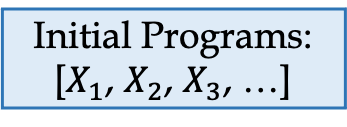 Initial Programs:
[X₁, X₂, X₃, …]